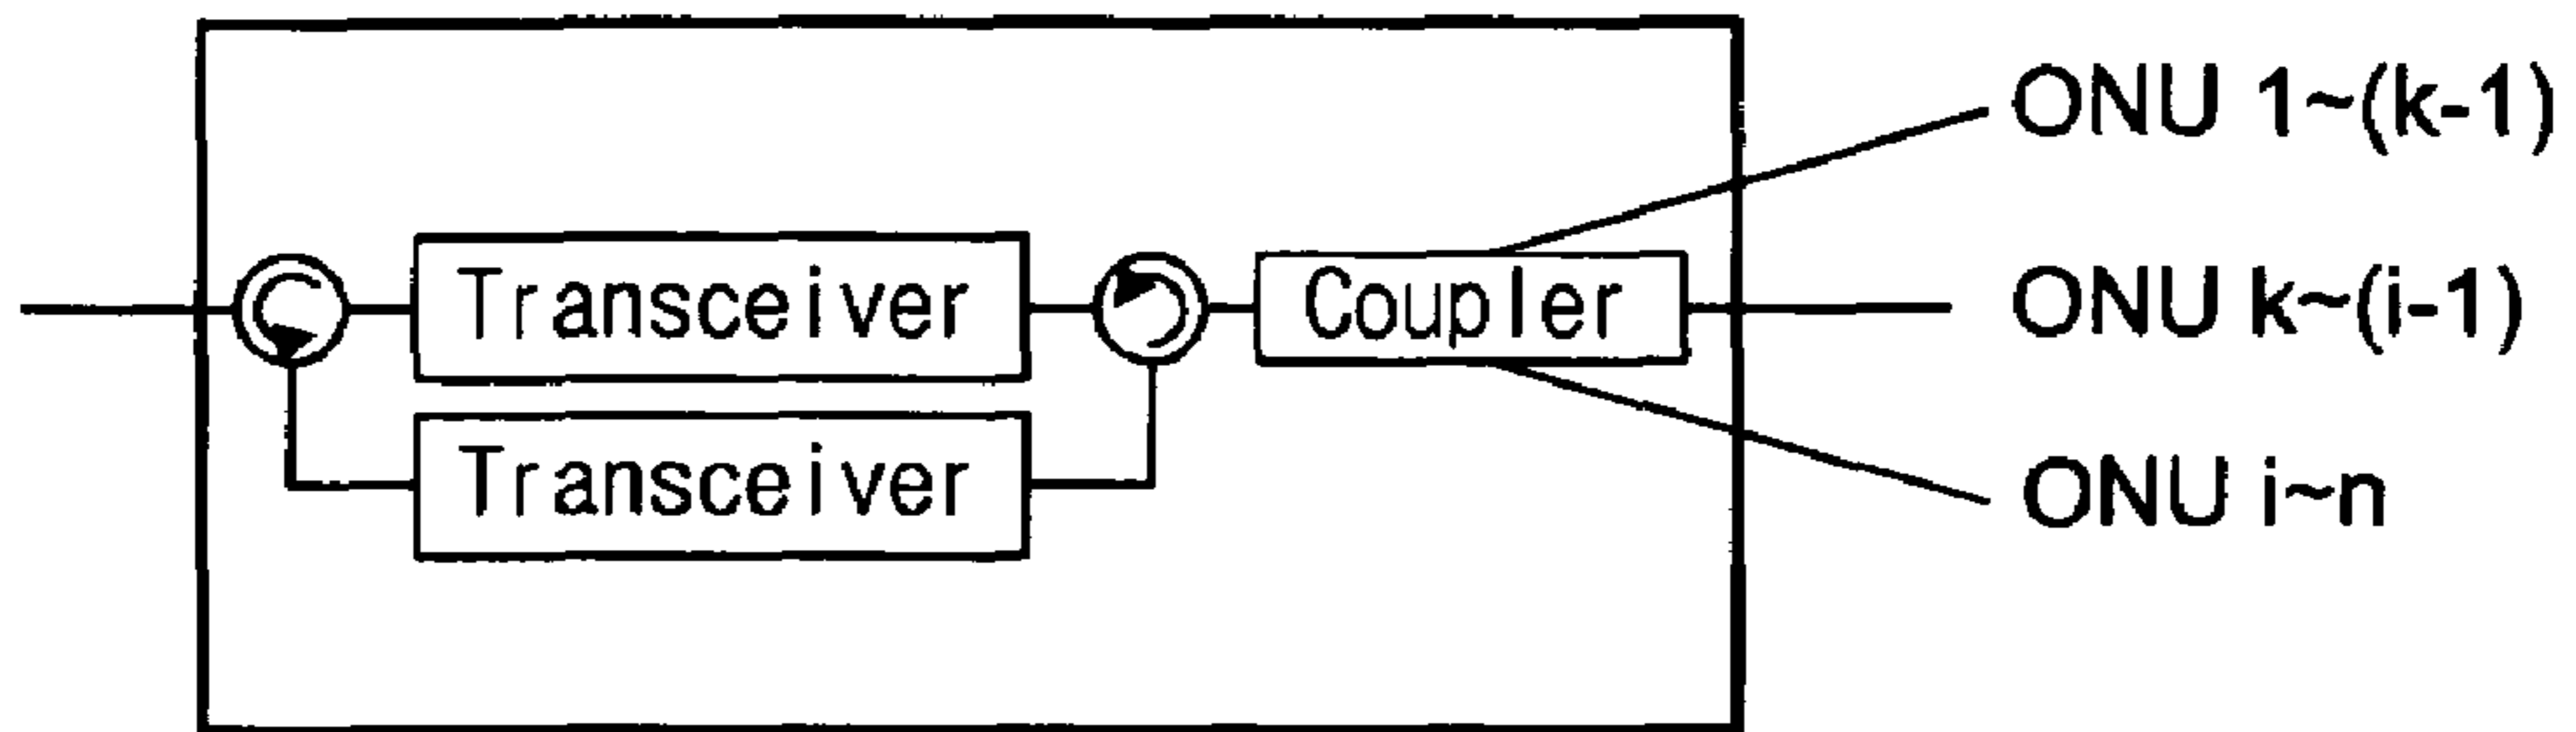 ONU 1~(k-1)
Transceiver
Coupler
ONU k~(i-1)
Transceiver
ONU i~n